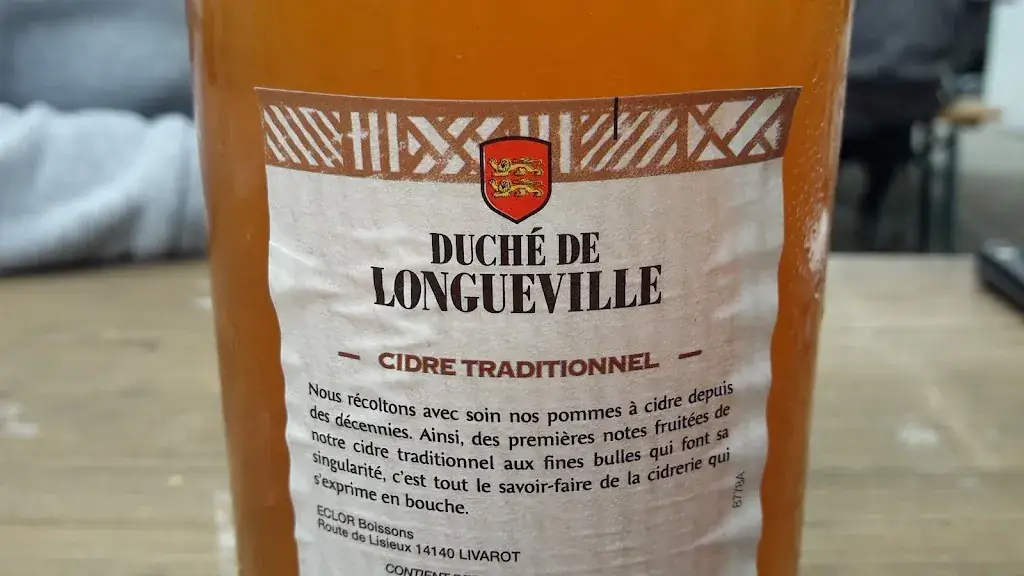 DUCHÉ DE
LONGUEVILLE
CIDRE TRADITIONNEL
Nous récoltons avec soin nos pommes à cidre depuis
des décennies. Ainsi, des premières notes fruitées de
notre cidre traditionnel aux fines bulles qui font sa
singularité, c'est tout le savoir-faire de la cidrerie qui
s'exprime en bouche.
8778A
ECLOR Boissons
Route de Lisieux 14140 LIVAROT
CONTIENT